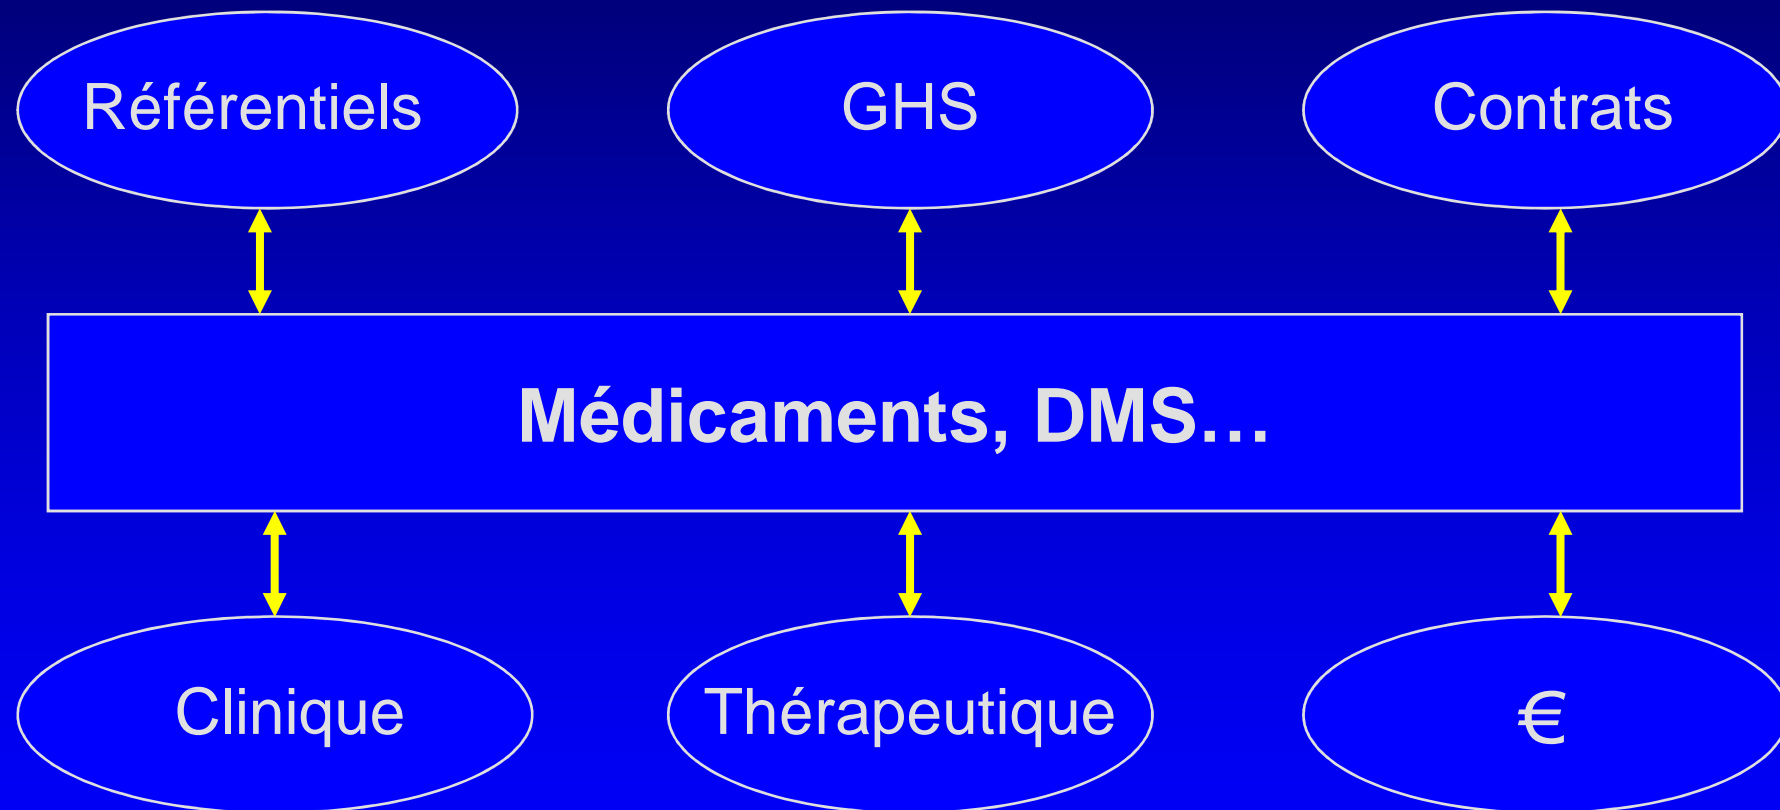 Référentiels
GHS
Contrats
Médicaments, DMS…
Clinique
Thérapeutique
€